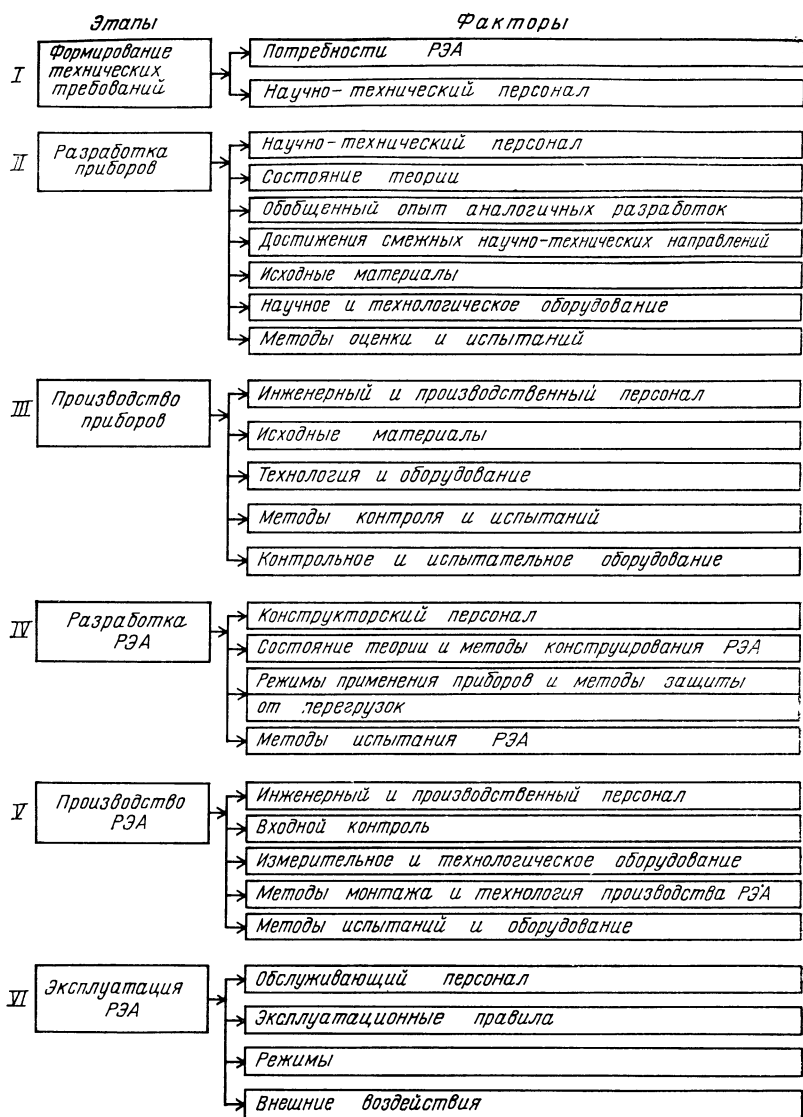 Этапы
Факторы
I
Формирование
технических
требований
Потребности РЭА
Научно-технический персонал
II
Разработка
приборов
Научно-технический персонал
Состояние теории
Обобщенный опыт аналогичных разработок
Достижения смежных научно-технических направлений
Исходные материалы
Научное и технологическое оборудование
Методы оценки и испытаний
III
Производство
приборов
Инженерный и производственный персонал
Исходные материалы
Технология и оборудование
Методы контроля и испытаний
Контрольное и испытательное оборудование
IV
Разработка
РЭА
Конструкторский персонал
Состояние теории и методы конструирования РЭА
Режимы применения приборов и методы защиты
от перегрузок
Методы испытания РЭА
V
Производство
РЭА
Инженерный и производственный персонал
Входной контроль
Измерительное и технологическое оборудование
Методы монтажа и технология производства РЭА
Методы испытаний и оборудование
VI
Эксплуатация
РЭА
Обслуживающий персонал
Эксплуатационные правила
Режимы
Внешние воздействия